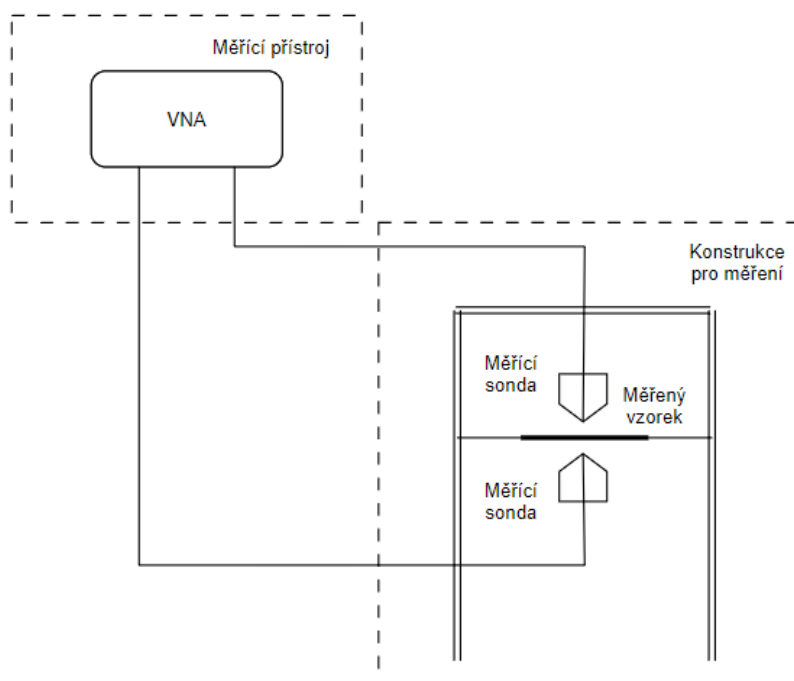 Měřící přístroj
VNA
Konstrukce
pro měření
Měřící
sonda
Měřený
vzorek
Měřící
sonda